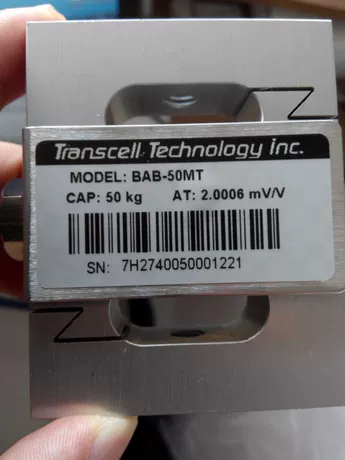 Transcell Technology inc.
MODEL: BAB-50MT
CAP: 50 kg AT: 2.0006 mV/V
SN: 7H2740050001221